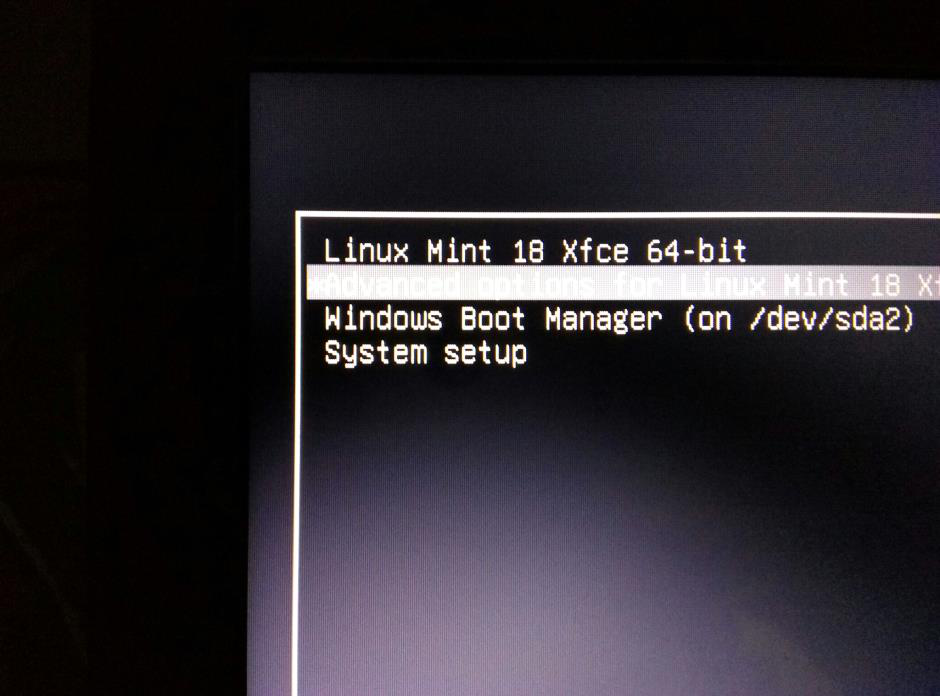 Linux Mint 18 Xfce 64-bit
*Advanced options for Linux Mint 18 Xf
Windows Boot Manager (on /dev/sda2)
System setup